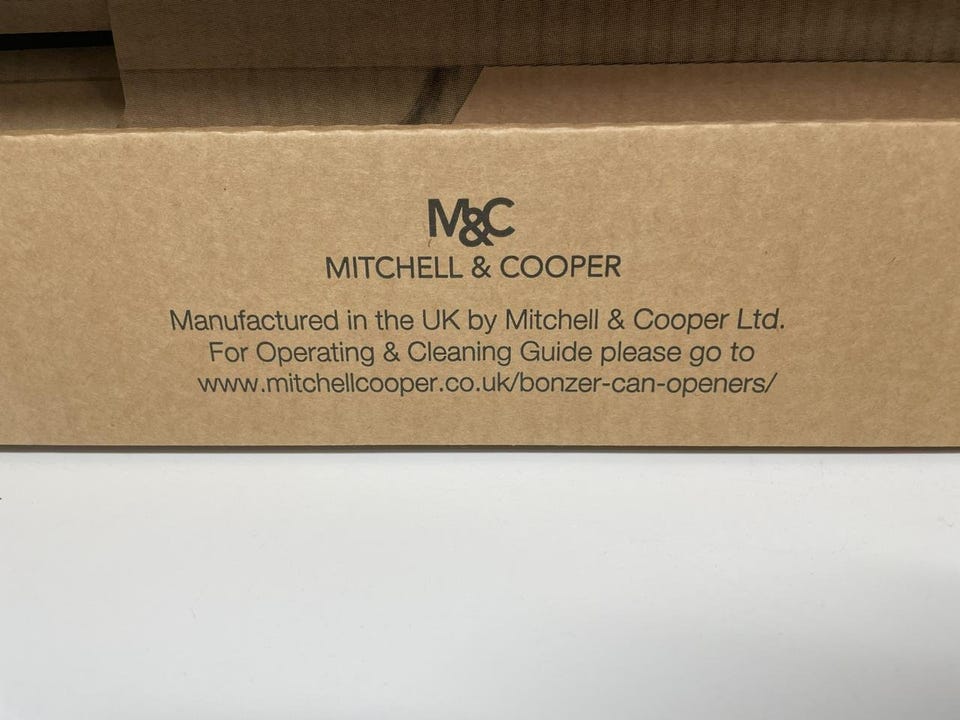 M&C
MITCHELL & COOPER
Manufactured in the UK by Mitchell & Cooper Ltd.
For Operating & Cleaning Guide please go to
www.mitchellcooper.co.uk/bonzer-can-openers/